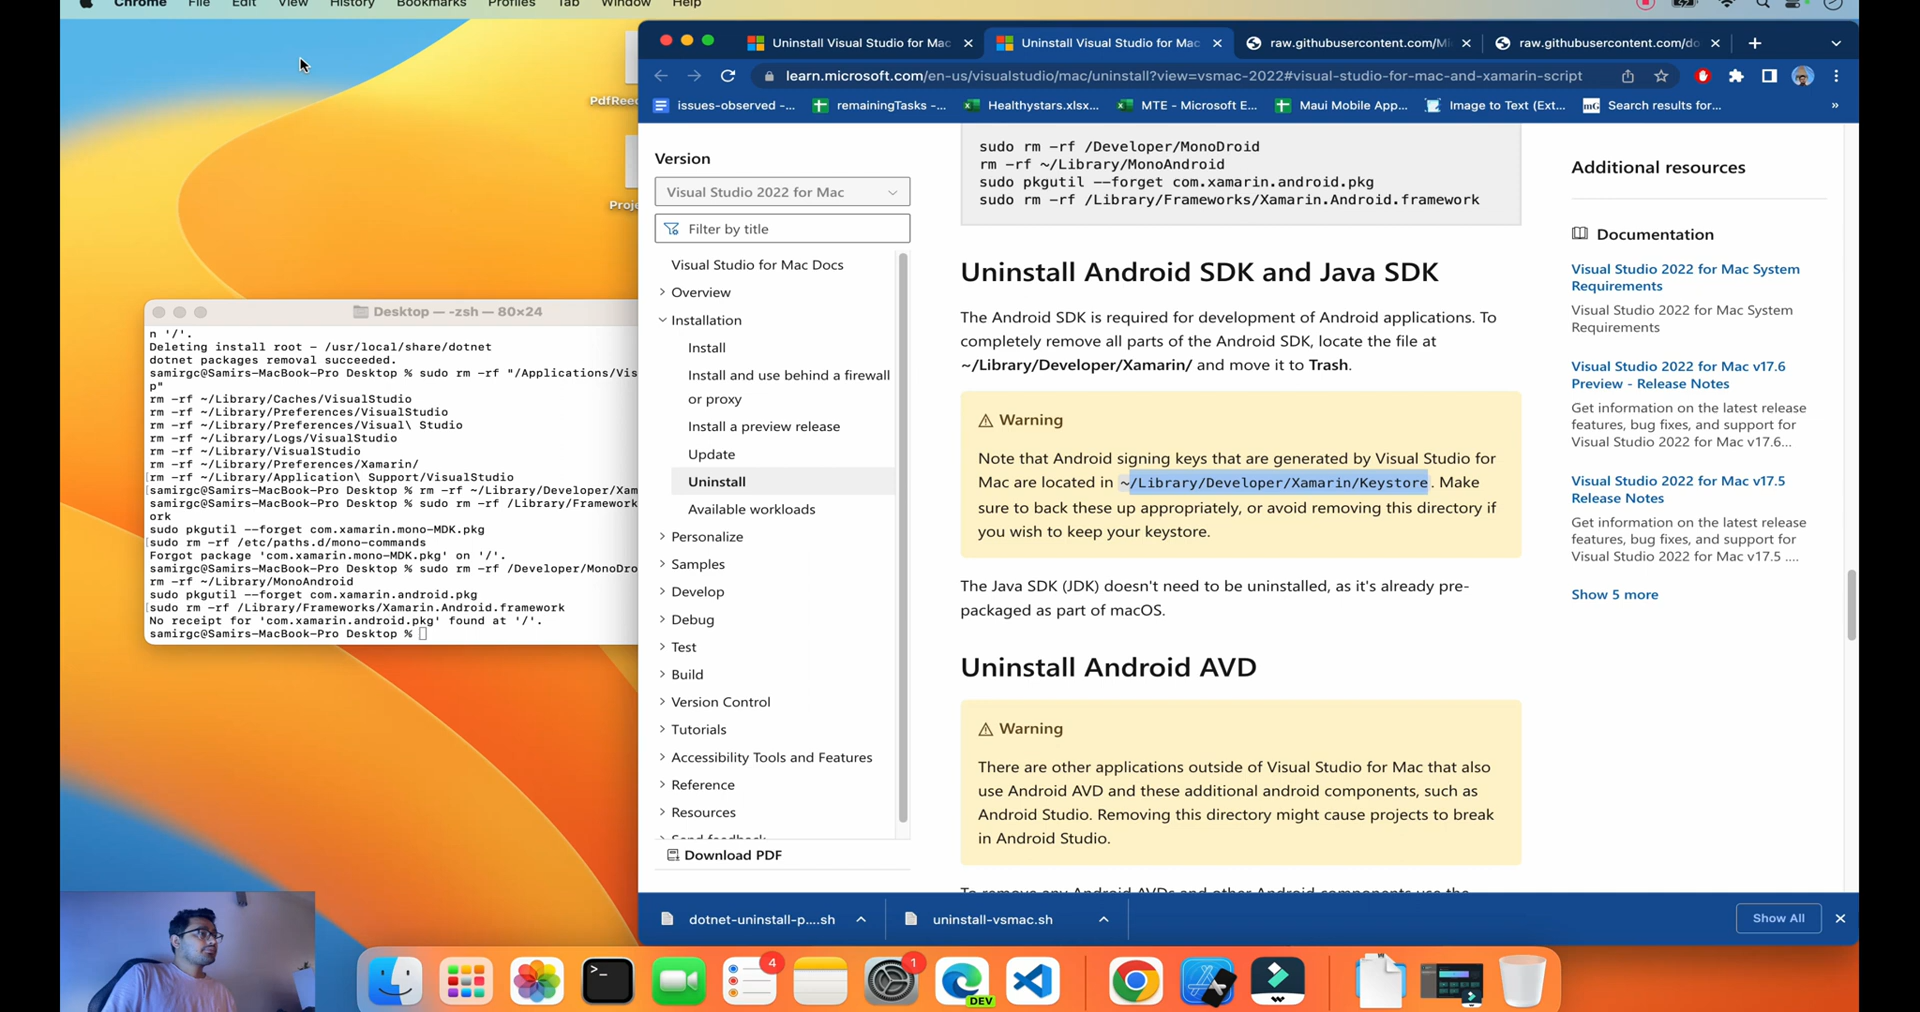 Chrome File Edit View History Bookmarks Profiles Tab Window Help
PdfReed
Proje
Desktop — -zsh — 80×24
n '/'.
Deleting install root - /usr/local/share/dotnet
dotnet packages removal succeeded.
samirgc@Samirs-MacBook-Pro Desktop % sudo rm -rf "/Applications/Vis
p"
rm -rf ~/Library/Caches/VisualStudio
rm -rf ~/Library/Preferences/VisualStudio
rm -rf ~/Library/Preferences/Visual\ Studio
rm -rf ~/Library/Logs/VisualStudio
rm -rf ~/Library/VisualStudio
rm -rf ~/Library/Preferences/Xamarin/
rm -rf ~/Library/Application\ Support/VisualStudio
samirgc@Samirs-MacBook-Pro Desktop % rm -rf ~/Library/Developer/Xam
samirgc@Samirs-MacBook-Pro Desktop % sudo rm -rf /Library/Framework
ork
sudo pkgutil --forget com.xamarin.mono-MDK.pkg
sudo rm -rf /etc/paths.d/mono-commands
Forgot package 'com.xamarin.mono-MDK.pkg' on '/'.
samirgc@Samirs-MacBook-Pro Desktop % sudo rm -rf /Developer/MonoDro
rm -rf ~/Library/MonoAndroid
sudo pkgutil --forget com.xamarin.android.pkg
sudo rm -rf /Library/Frameworks/Xamarin.Android.framework
No receipt for 'com.xamarin.android.pkg' found at '/'.
samirgc@Samirs-MacBook-Pro Desktop %
Uninstall Visual Studio for Mac Uninstall Visual Studio for Mac raw.githubusercontent.com/Mi raw.githubusercontent.com/do
learn.microsoft.com/en-us/visualstudio/mac/uninstall?view=vsmac-2022#visual-studio-for-mac-and-xamarin-script
issues-observed -... remainingTasks -... Healthystars.xlsx... MTE - Microsoft E... Maui Mobile App... Image to Text (Ext... mG Search results for... »
Version
Visual Studio 2022 for Mac
Filter by title
Visual Studio for Mac Docs
Overview
Installation
Install
Install and use behind a firewall
or proxy
Install a preview release
Update
Uninstall
Available workloads
Personalize
Samples
Develop
Debug
Test
Build
Version Control
Tutorials
Accessibility Tools and Features
Reference
Resources
Send feedback
Download PDF
sudo rm -rf /Developer/MonoDroid
rm -rf ~/Library/MonoAndroid
sudo pkgutil --forget com.xamarin.android.pkg
sudo rm -rf /Library/Frameworks/Xamarin.Android.framework
Uninstall Android SDK and Java SDK
The Android SDK is required for development of Android applications. To
completely remove all parts of the Android SDK, locate the file at
~/Library/Developer/Xamarin/ and move it to Trash.
Warning
Note that Android signing keys that are generated by Visual Studio for
Mac are located in ~/Library/Developer/Xamarin/Keystore. Make
sure to back these up appropriately, or avoid removing this directory if
you wish to keep your keystore.
The Java SDK (JDK) doesn't need to be uninstalled, as it's already pre-
packaged as part of macOS.
Uninstall Android AVD
Warning
There are other applications outside of Visual Studio for Mac that also
use Android AVD and these additional android components, such as
Android Studio. Removing this directory might cause projects to break
in Android Studio.
To remove any Android AVDs and other Android components use the
Additional resources
Documentation
Visual Studio 2022 for Mac System
Requirements
Visual Studio 2022 for Mac System
Requirements
Visual Studio 2022 for Mac v17.6
Preview - Release Notes
Get information on the latest release
features, bug fixes, and support for
Visual Studio 2022 for Mac v17.6...
Visual Studio 2022 for Mac v17.5
Release Notes
Get information on the latest release
features, bug fixes, and support for
Visual Studio 2022 for Mac v17.5 ....
Show 5 more
dotnet-uninstall-p....sh uninstall-vsmac.sh Show All
4
1
DEV